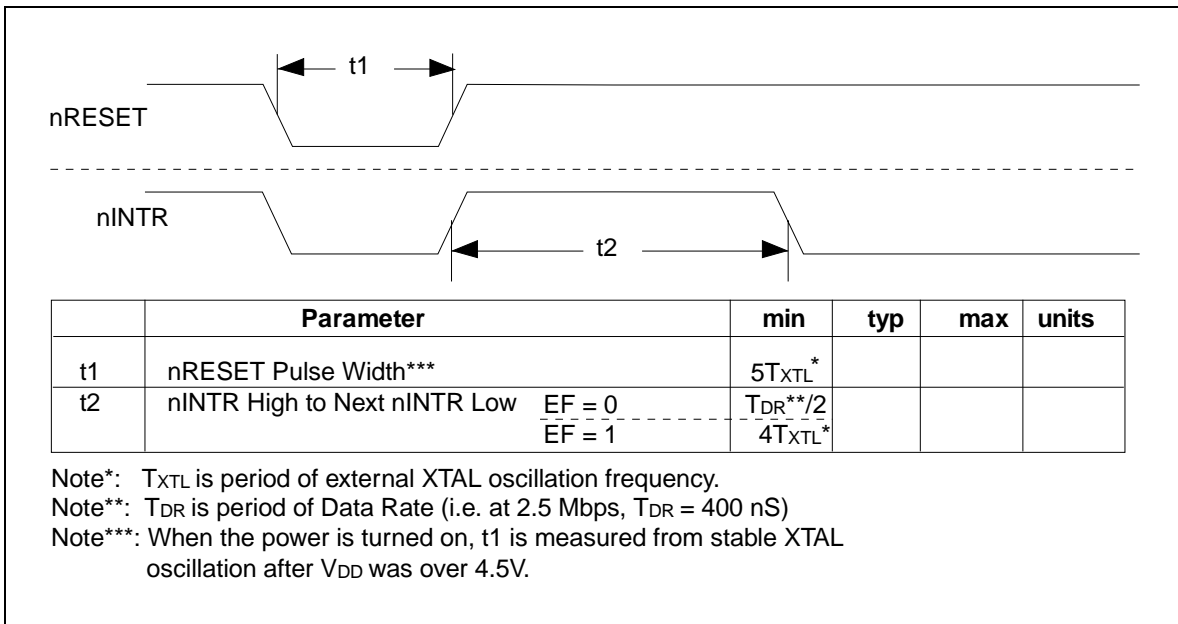 t1
nRESET
nINTR
t2
Parameter min typ max units
t1 nRESET Pulse Width*** 5TXTL*
t2 nINTR High to Next nINTR Low EF = 0 TDR**/2
EF = 1 4TXTL*
Note*: TXTL is period of external XTAL oscillation frequency.
Note**: TDR is period of Data Rate (i.e. at 2.5 Mbps, TDR = 400 nS)
Note***: When the power is turned on, t1 is measured from stable XTAL
oscillation after VDD was over 4.5V.